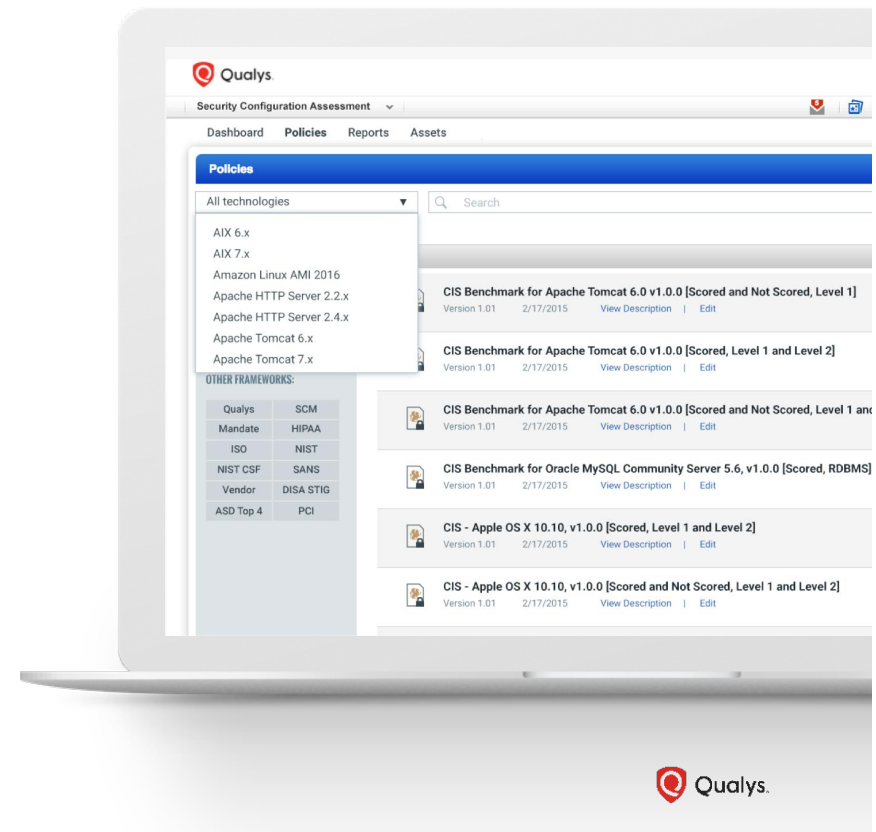 Qualys.
Security Configuration Assessment
5
Dashboard Policies Reports Assets
Policies
All technologies
Search
AIX 6.x
AIX 7.x
Amazon Linux AMI 2016
Apache HTTP Server 2.2.x
Apache HTTP Server 2.4.x
Apache Tomcat 6.x
Apache Tomcat 7.x
OTHER FRAMEWORKS:
Qualys SCM
Mandate HIPAA
ISO NIST
NIST CSF SANS
Vendor DISA STIG
ASD Top 4 PCI
CIS Benchmark for Apache Tomcat 6.0 v1.0.0 [Scored and Not Scored, Level 1]
Version 1.01 2/17/2015 View Description | Edit
CIS Benchmark for Apache Tomcat 6.0 v1.0.0 [Scored, Level 1 and Level 2]
Version 1.01 2/17/2015 View Description | Edit
CIS Benchmark for Apache Tomcat 6.0 v1.0.0 [Scored and Not Scored, Level 1 and
Version 1.01 2/17/2015 View Description | Edit
CIS Benchmark for Oracle MySQL Community Server 5.6, v1.0.0 [Scored, RDBMS]
Version 1.01 2/17/2015 View Description | Edit
CIS - Apple OS X 10.10, v1.0.0 [Scored, Level 1 and Level 2]
Version 1.01 2/17/2015 View Description | Edit
CIS - Apple OS X 10.10, v1.0.0 [Scored and Not Scored, Level 1 and Level 2]
Version 1.01 2/17/2015 View Description | Edit
Qualys.